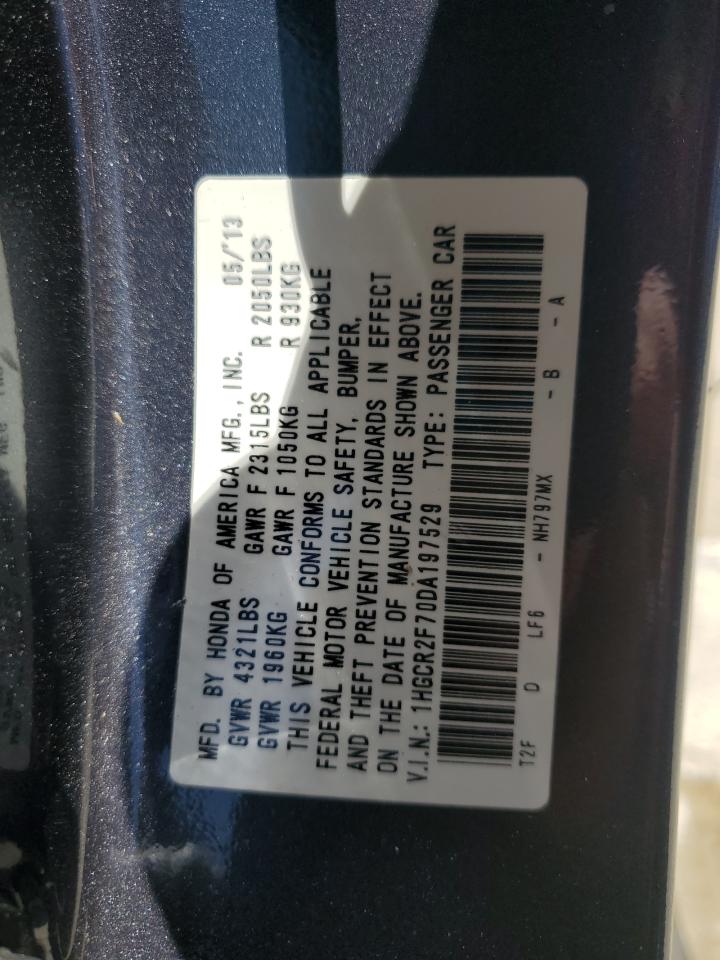 MFD. BY HONDA OF AMERICA MFG., INC. 05/'13
GVWR 4321LBS GAWR F 2315LBS R 2050LBS
GVWR 1960KG GAWR F 1050KG R 930KG
THIS VEHICLE CONFORMS TO ALL APPLICABLE
FEDERAL MOTOR VEHICLE SAFETY, BUMPER,
AND THEFT PREVENTION STANDARDS IN EFFECT
ON THE DATE OF MANUFACTURE SHOWN ABOVE.
V.I.N.: 1HGCR2F70DA197529 TYPE: PASSENGER CAR
T2F D LF6 - NH797MX - B - A